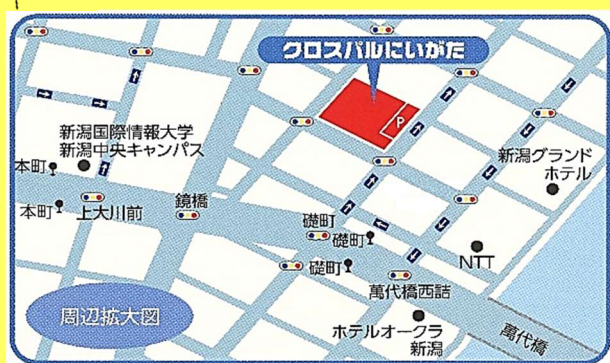 クロスパルにいがた
P
新潟国際情報大学
新潟中央キャンパス
本町
本町
上大川前
鏡橋
礎町
礎町
礎町
新潟グランド
ホテル
NTT
萬代橋西詰
ホテルオークラ
新潟
萬代橋
周辺拡大図